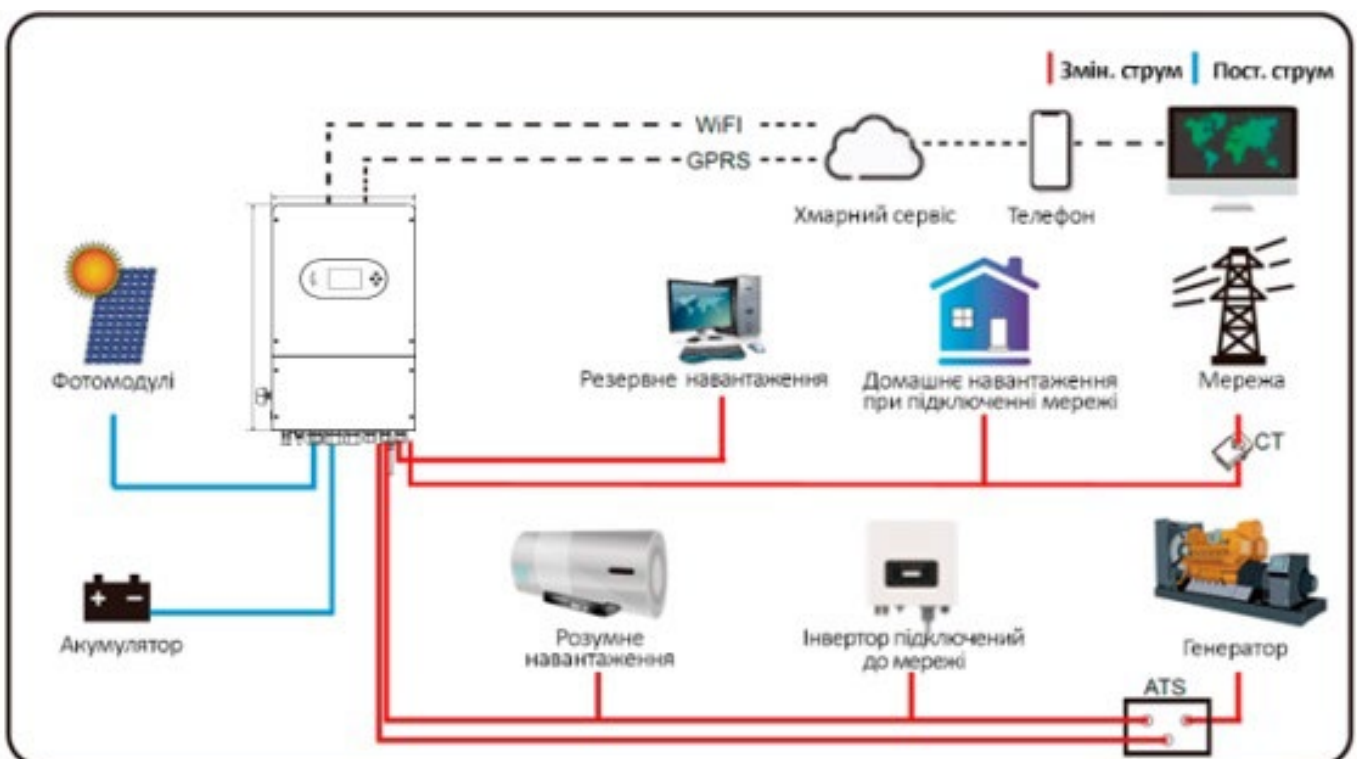 Змін. струм Пост. струм
WiFI
GPRS
Хмарний сервіс
Телефон
Фотомодулі
Резервне навантаження
Домашнє навантаження
при підключенні мережі
Мережа
CT
Акумулятор
Розумне
навантаження
Інвертор підключений
до мережі
Генератор
ATS